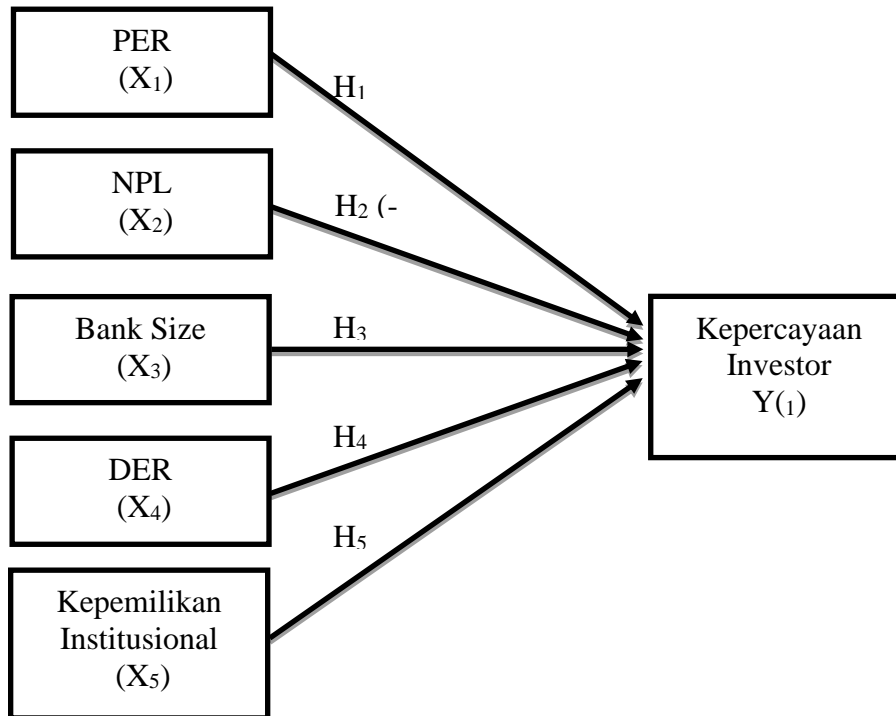 PER
(X₁)
H₁
NPL
(X₂)
H₂ (-
Bank Size
(X₃)
H₃
Kepercayaan
Investor
Y(₁)
DER
(X₄)
H₄
Kepemilikan
Institusional
(X₅)
H₅